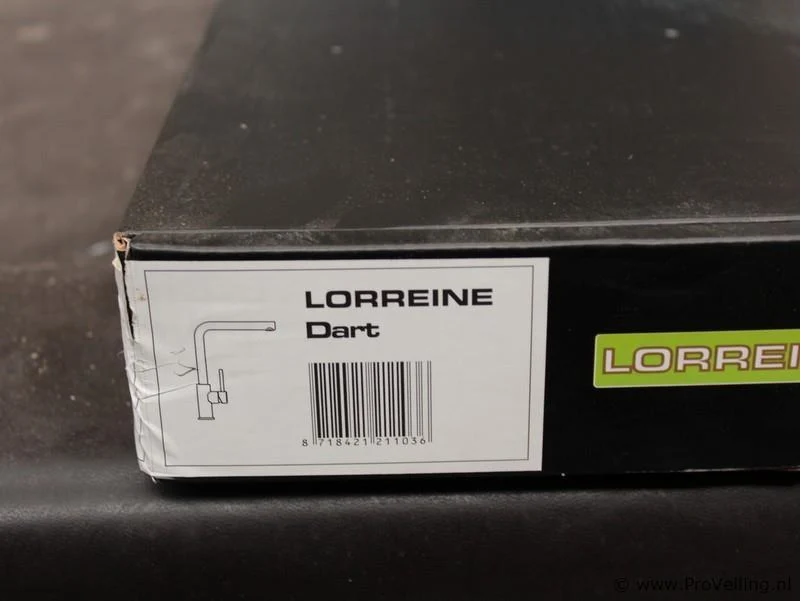 LORREINE
Dart
8 718421 211036
LORREI
© www.ProVeiling.nl